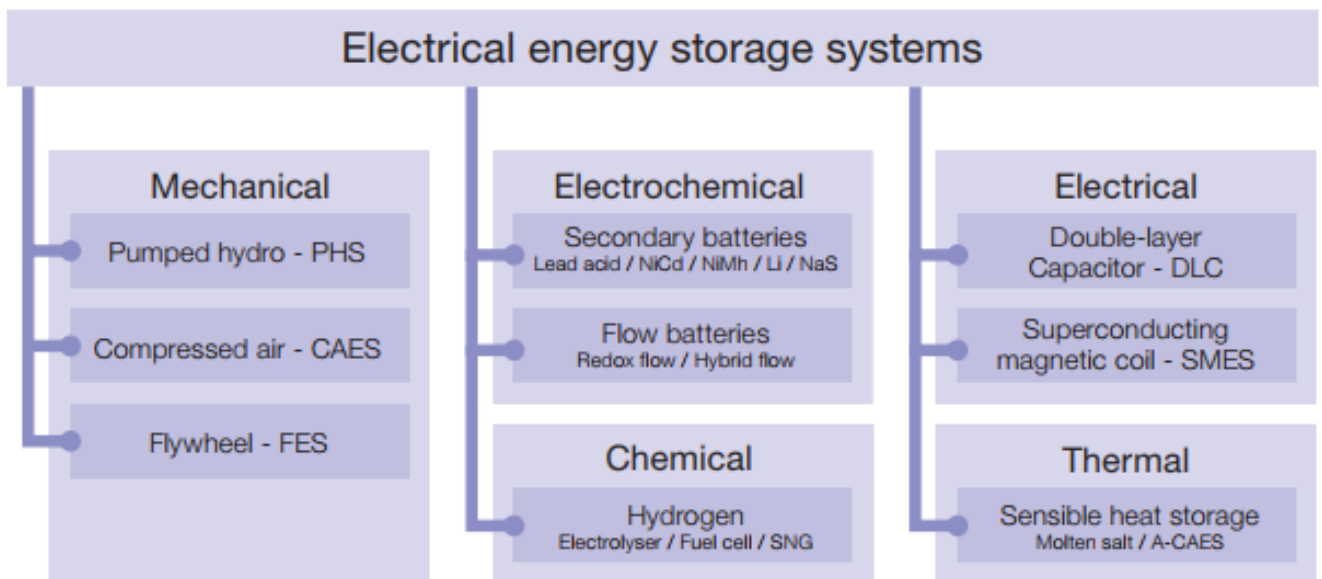 Electrical energy storage systems
Mechanical
Pumped hydro - PHS
Compressed air - CAES
Flywheel - FES
Electrochemical
Secondary batteries
Lead acid / NiCd / NiMh / Li / NaS
Flow batteries
Redox flow / Hybrid flow
Chemical
Hydrogen
Electrolyser / Fuel cell / SNG
Electrical
Double-layer
Capacitor - DLC
Superconducting
magnetic coil - SMES
Thermal
Sensible heat storage
Molten salt / A-CAES